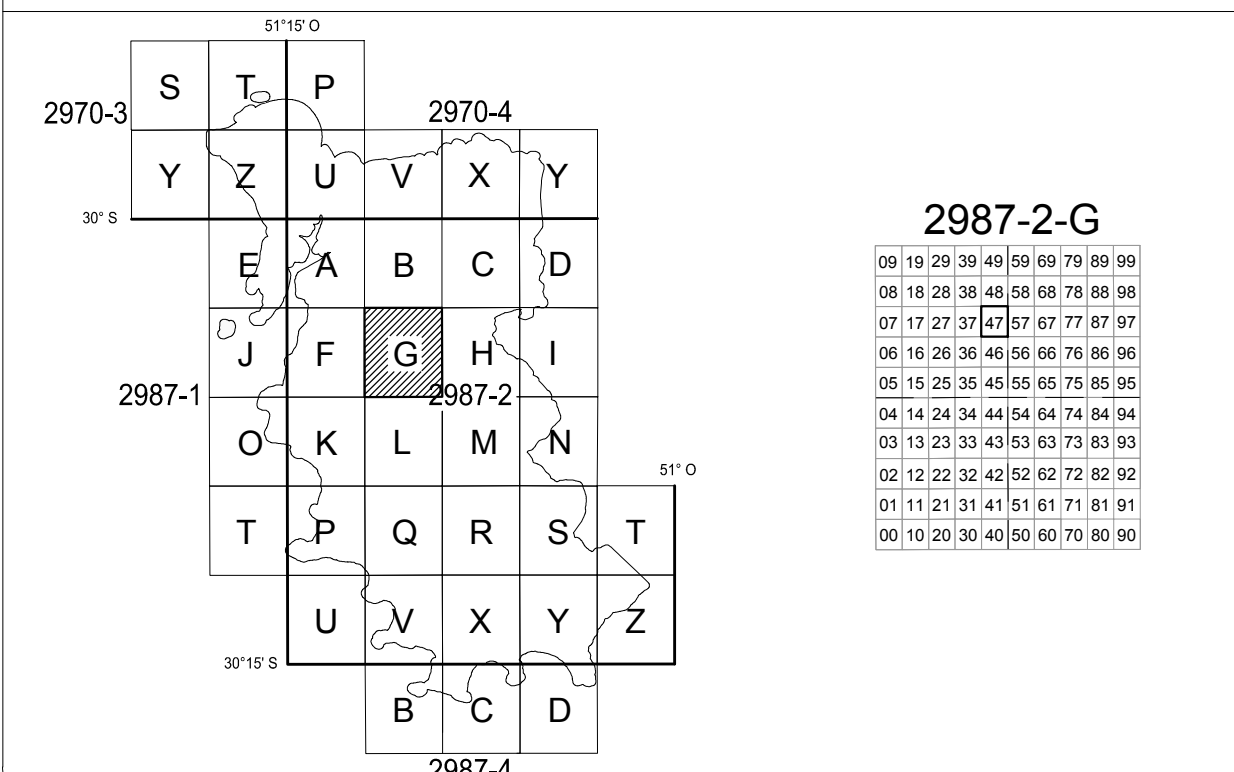 51°15' O
S T P
2970-3 2970-4
Y Z U V X Y
30° S
E A B C D
J F G H I
2987-1 2987-2
O K L M N
51° O
T P Q R S T
U V X Y Z
30°15' S
B C D
2987-4
2987-2-G
09 19 29 39 49 59 69 79 89 99
08 18 28 38 48 58 68 78 88 98
07 17 27 37 47 57 67 77 87 97
06 16 26 36 46 56 66 76 86 96
05 15 25 35 45 55 65 75 85 95
04 14 24 34 44 54 64 74 84 94
03 13 23 33 43 53 63 73 83 93
02 12 22 32 42 52 62 72 82 92
01 11 21 31 41 51 61 71 81 91
00 10 20 30 40 50 60 70 80 90